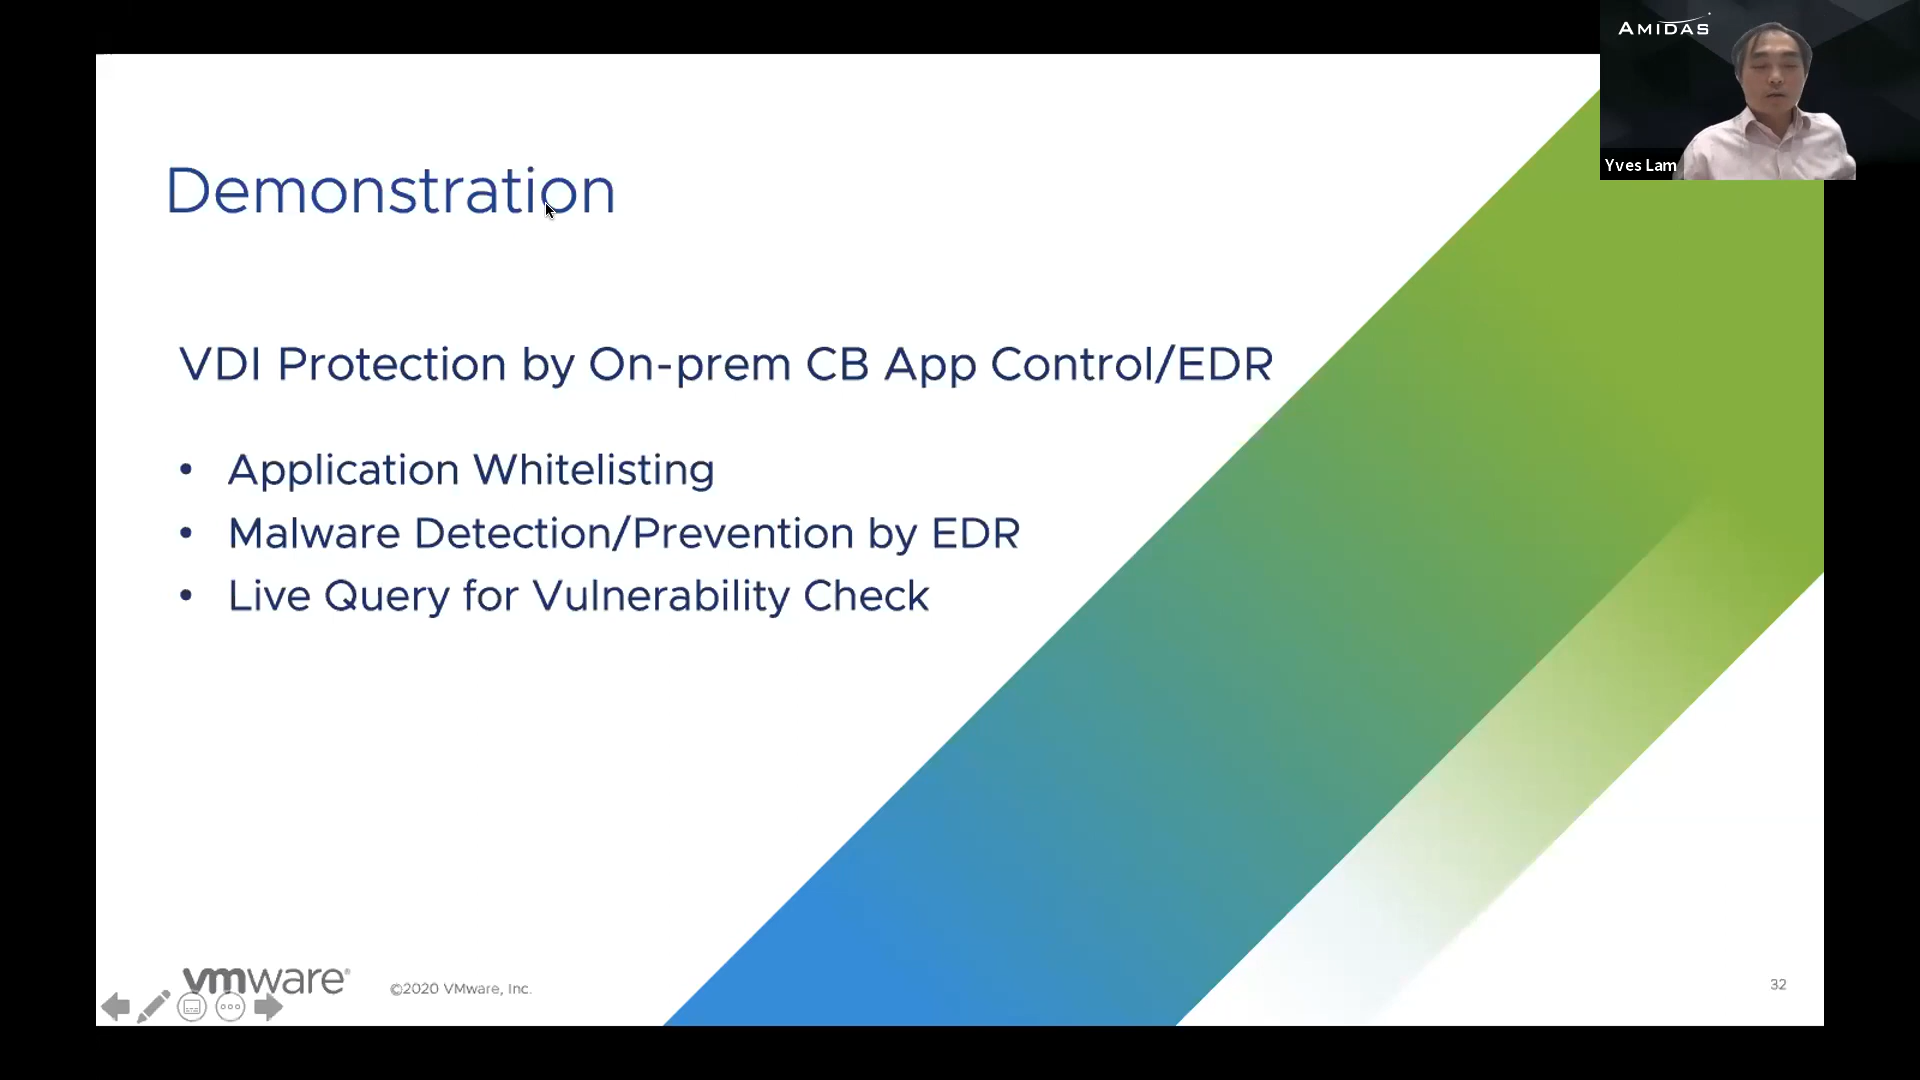 AMIDAS
Yves Lam
Demonstration
VDI Protection by On-prem CB App Control/EDR
• Application Whitelisting
• Malware Detection/Prevention by EDR
• Live Query for Vulnerability Check
vmware®
©2020 VMware, Inc.
32